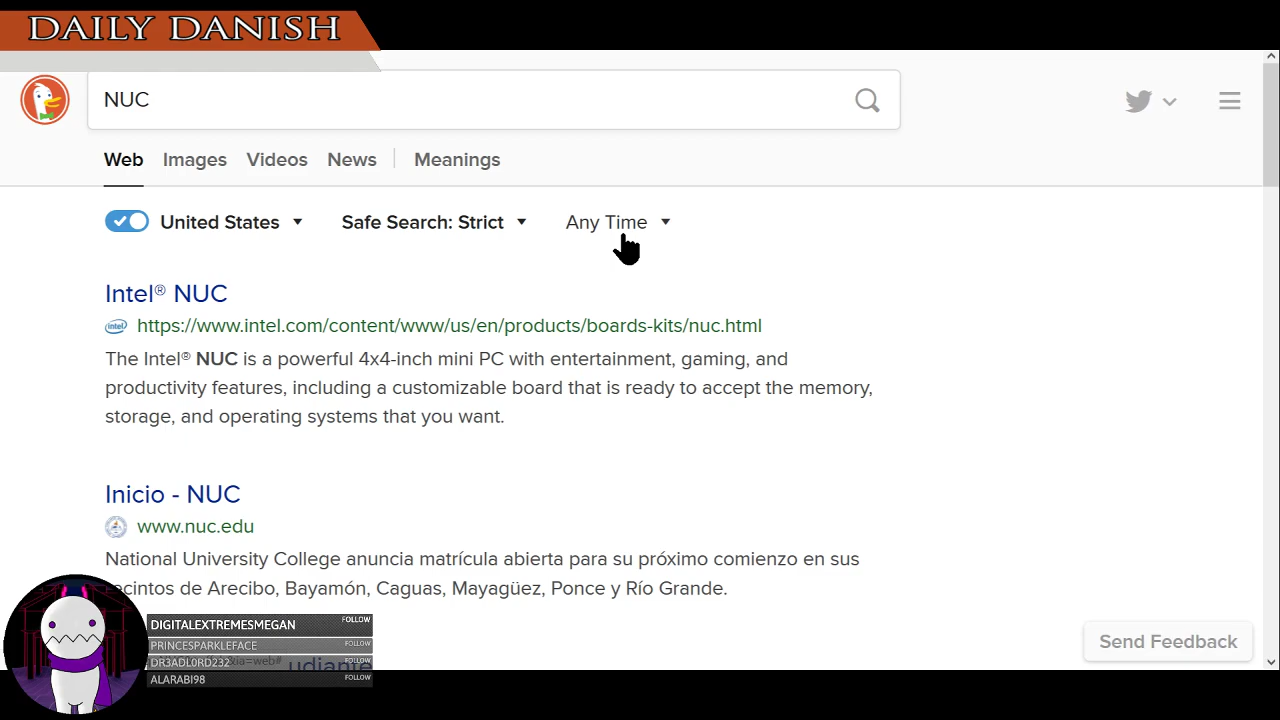 DAILY DANISH
NUC
Web Images Videos News Meanings
United States Safe Search: Strict Any Time
Intel® NUC
intel https://www.intel.com/content/www/us/en/products/boards-kits/nuc.html
The Intel® NUC is a powerful 4x4-inch mini PC with entertainment, gaming, and
productivity features, including a customizable board that is ready to accept the memory,
storage, and operating systems that you want.
Inicio - NUC
www.nuc.edu
National University College anuncia matrícula abierta para su próximo comienzo en sus
ecintos de Arecibo, Bayamón, Caguas, Mayagüez, Ponce y Río Grande.
DIGITALEXTREMESMEGAN FOLLOW
PRINCESPARKLEFACE FOLLOW
DR3ADL0RD232 FOLLOW
ALARABI98 FOLLOW
Send Feedback